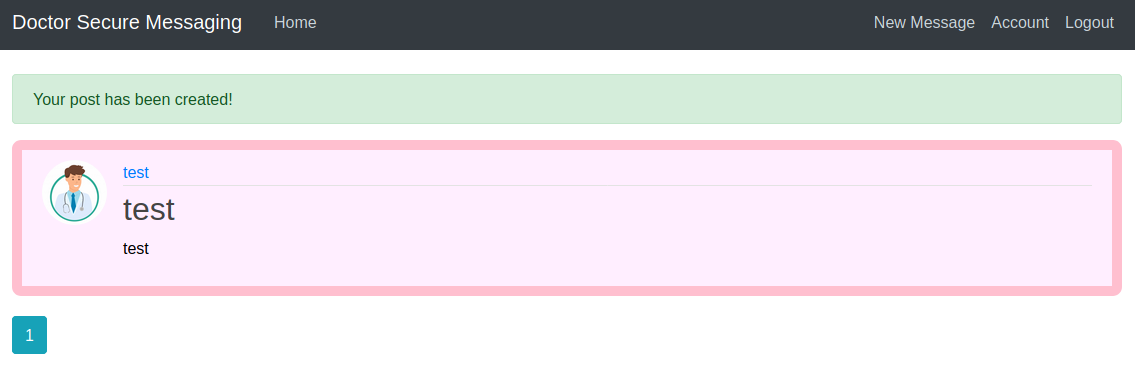 Doctor Secure Messaging Home New Message Account Logout
Your post has been created!
test
test
test
1